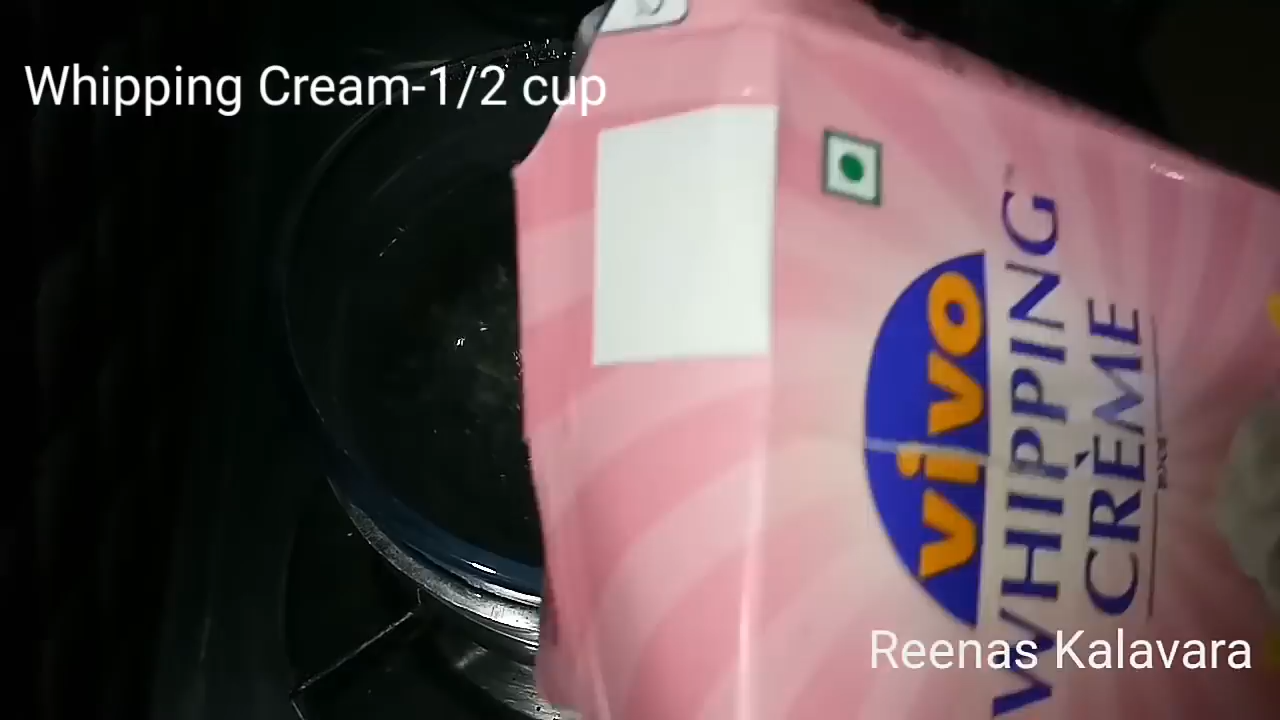 Whipping Cream-1/2 cup
vivo
WHIPPING
CRÈME
Reenas Kalavara